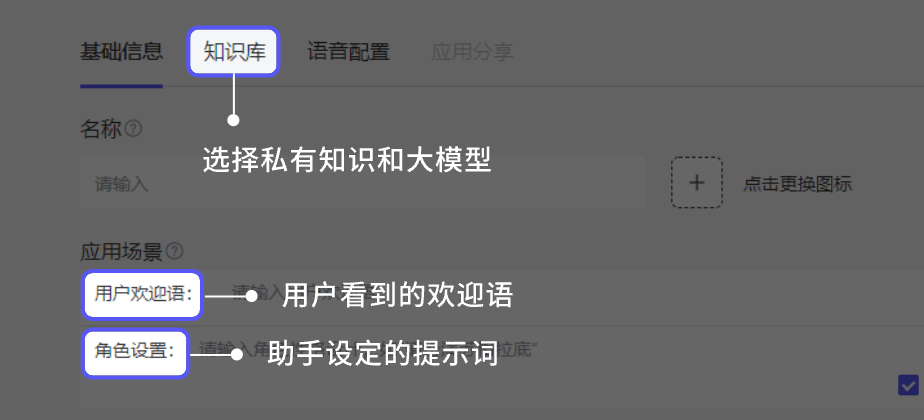 基础信息 知识库 语音配置 应用分享
名称
选择私有知识和大模型
请输入
点击更换图标
应用场景
用户欢迎语: 用户看到的欢迎语
角色设置: 助手设定的提示词